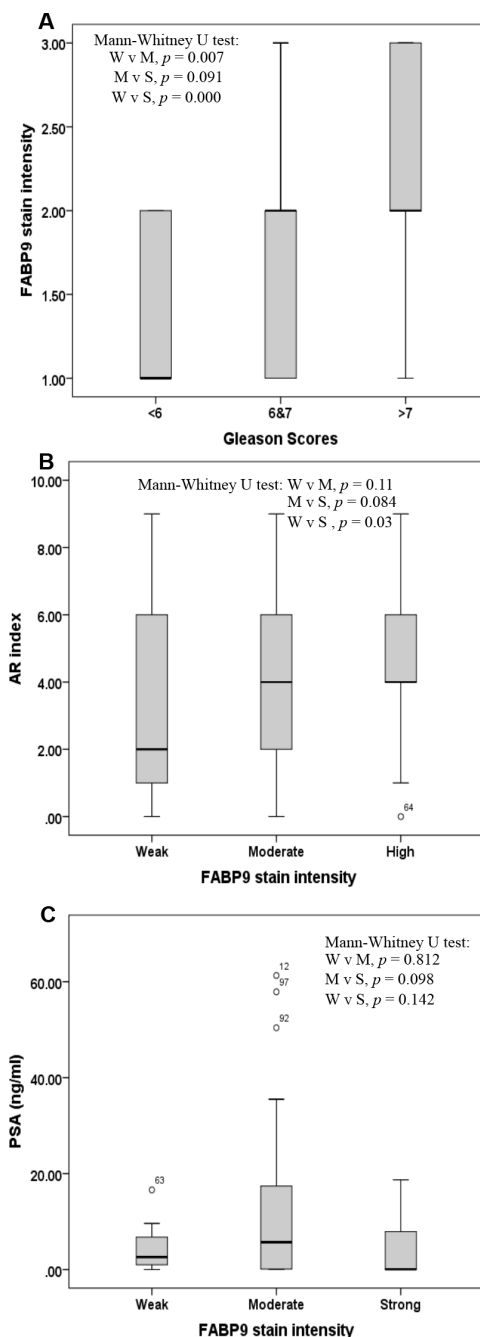 A
Mann-Whitney U test:
W v M, p = 0.007
M v S, p = 0.091
W v S, p = 0.000
3.00
2.50
2.00
1.50
1.00
FABP9 stain intensity
<6 6&7 >7
Gleason Scores
B
Mann-Whitney U test: W v M, p = 0.11
M v S, p = 0.084
W v S , p = 0.03
10.00
8.00
6.00
4.00
2.00
.00
AR index
64
Weak Moderate High
FABP9 stain intensity
C
Mann-Whitney U test:
W v M, p = 0.812
M v S, p = 0.098
W v S, p = 0.142
60.00
40.00
20.00
.00
PSA (ng/ml)
12
97
92
63
Weak Moderate Strong
FABP9 stain intensity